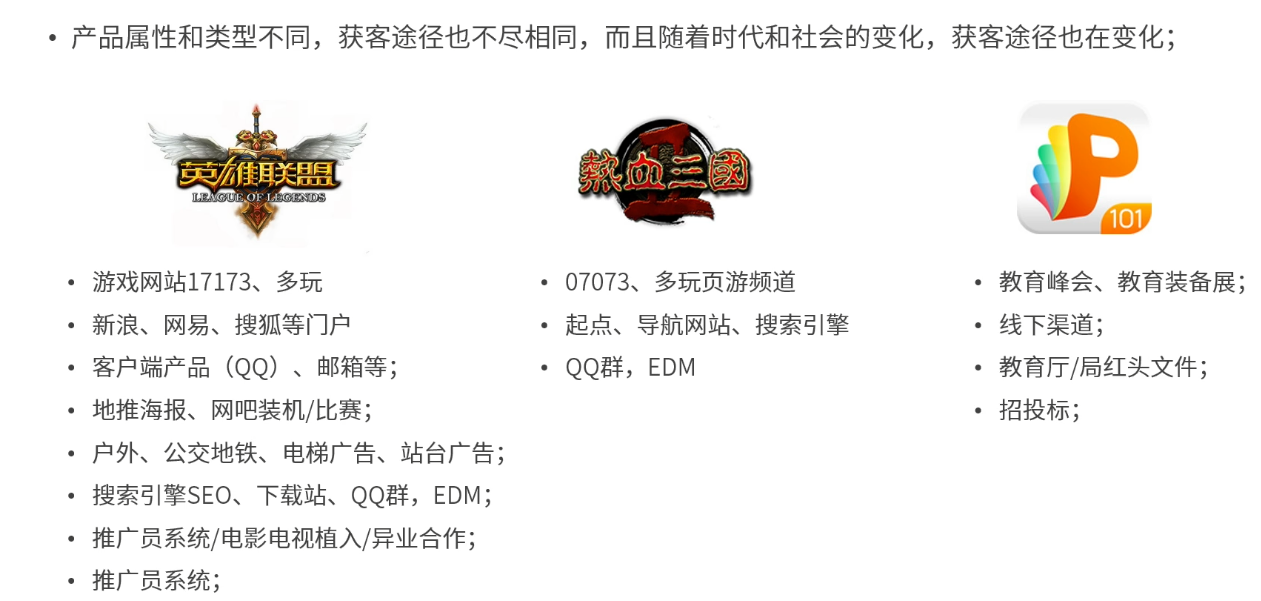 • 产品属性和类型不同，获客途径也不尽相同，而且随着时代和社会的变化，获客途径也在变化；
英雄联盟
LEAGUE OF LEGENDS
熱血三國
P
101
• 游戏网站17173、多玩
• 新浪、网易、搜狐等门户
• 客户端产品（QQ）、邮箱等；
• 地推海报、网吧装机/比赛；
• 户外、公交地铁、电梯广告、站台广告；
• 搜索引擎SEO、下载站、QQ群，EDM；
• 推广员系统/电影电视植入/异业合作；
• 推广员系统；
• 07073、多玩页游频道
• 起点、导航网站、搜索引擎
• QQ群，EDM
• 教育峰会、教育装备展；
• 线下渠道；
• 教育厅/局红头文件；
• 招投标；